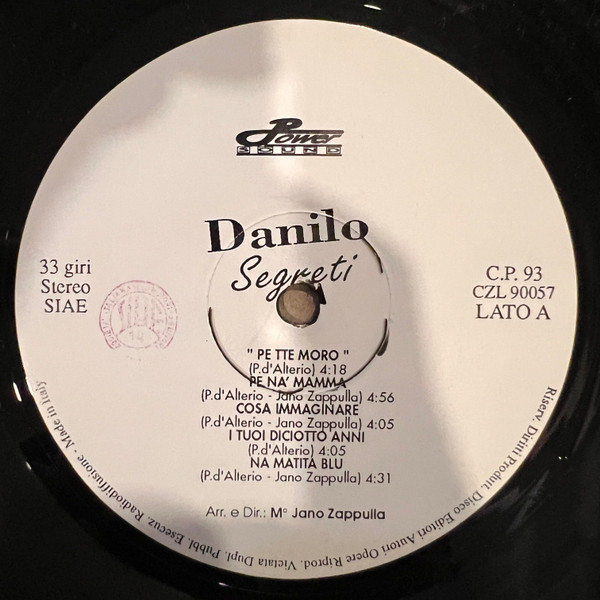 Power
SOUND
Danilo
Segreti
33 giri
Stereo
SIAE
C.P. 93
CZL 90057
LATO A
" PE TTE MORO "
(P.d'Alterio) 4:18
PE NA' MAMMA
(P.d'Alterio - Jano Zappulla) 4:56
COSA IMMAGINARE
(P.d'Alterio - Jano Zappulla) 4:05
I TUOI DICIOTTO ANNI
(P.d'Alterio) 4:05
NA MATITA BLU
(P.d'Alterio - Jano Zappulla) 4:31
Arr. e Dir.: M° Jano Zappulla
Riserv. Diritti Produt. Disco Editori Autori Opere Riprod. Vietata Dupl. Pubbl. Esecuz. Radiodiffusione - Made in Italy